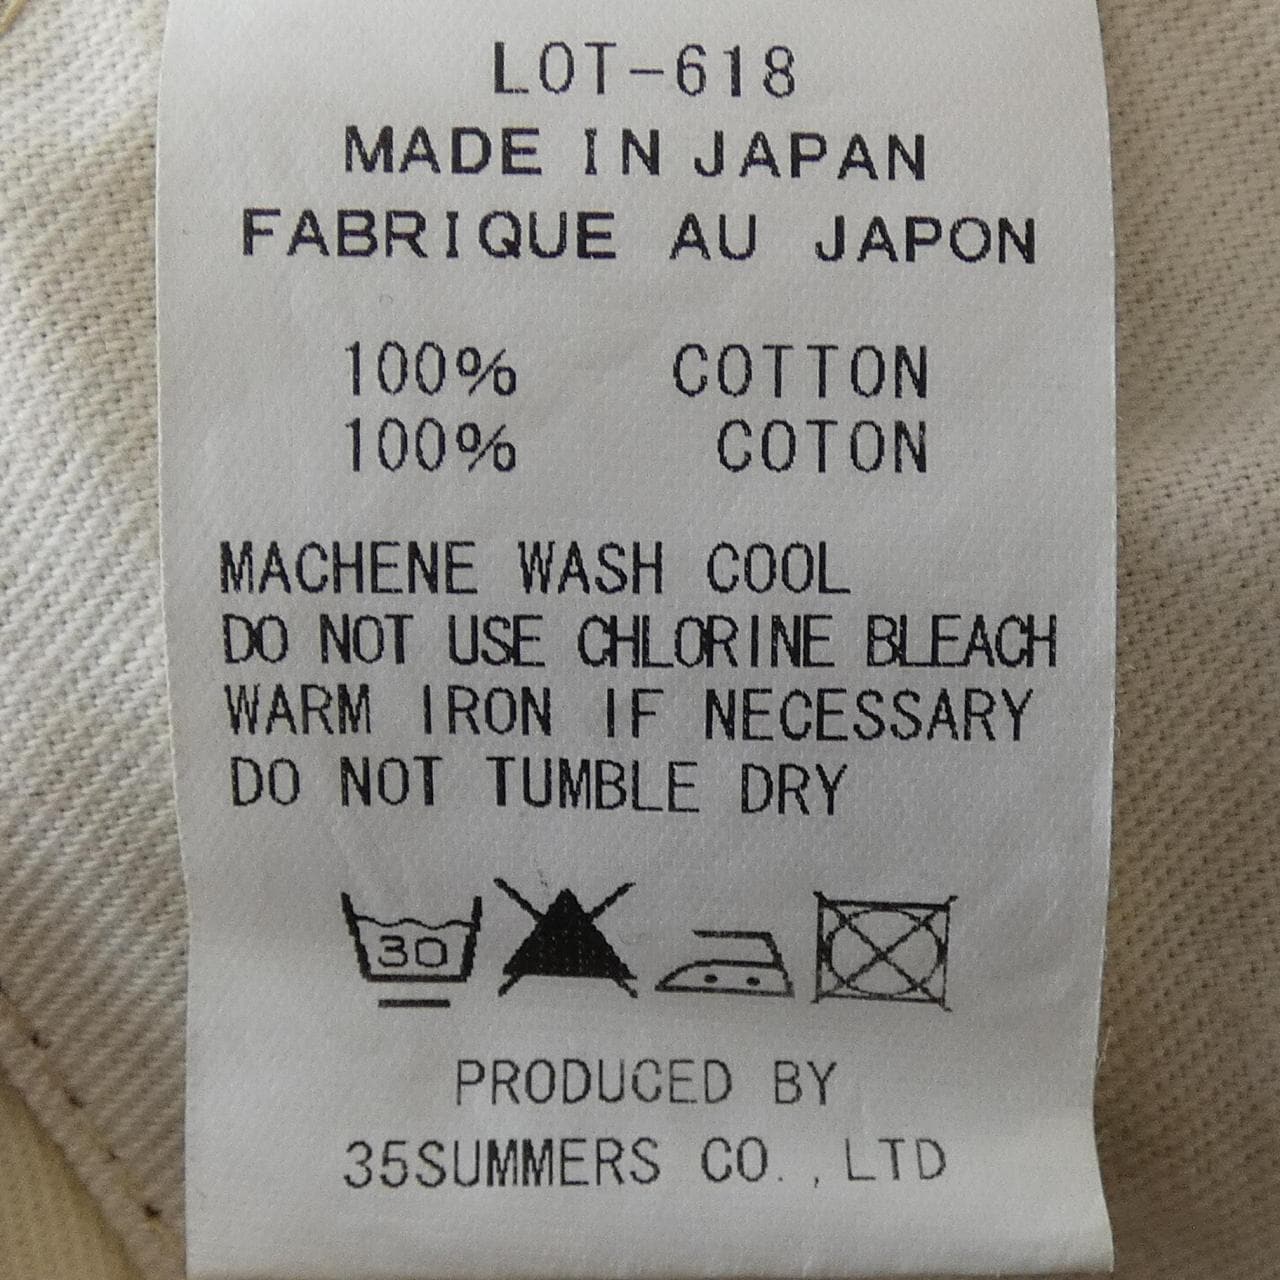 LOT-618
MADE IN JAPAN
FABRIQUE AU JAPON
100% COTTON
100% COTON
MACHENE WASH COOL
DO NOT USE CHLORINE BLEACH
WARM IRON IF NECESSARY
DO NOT TUMBLE DRY
30
PRODUCED BY
35SUMMERS CO.,LTD